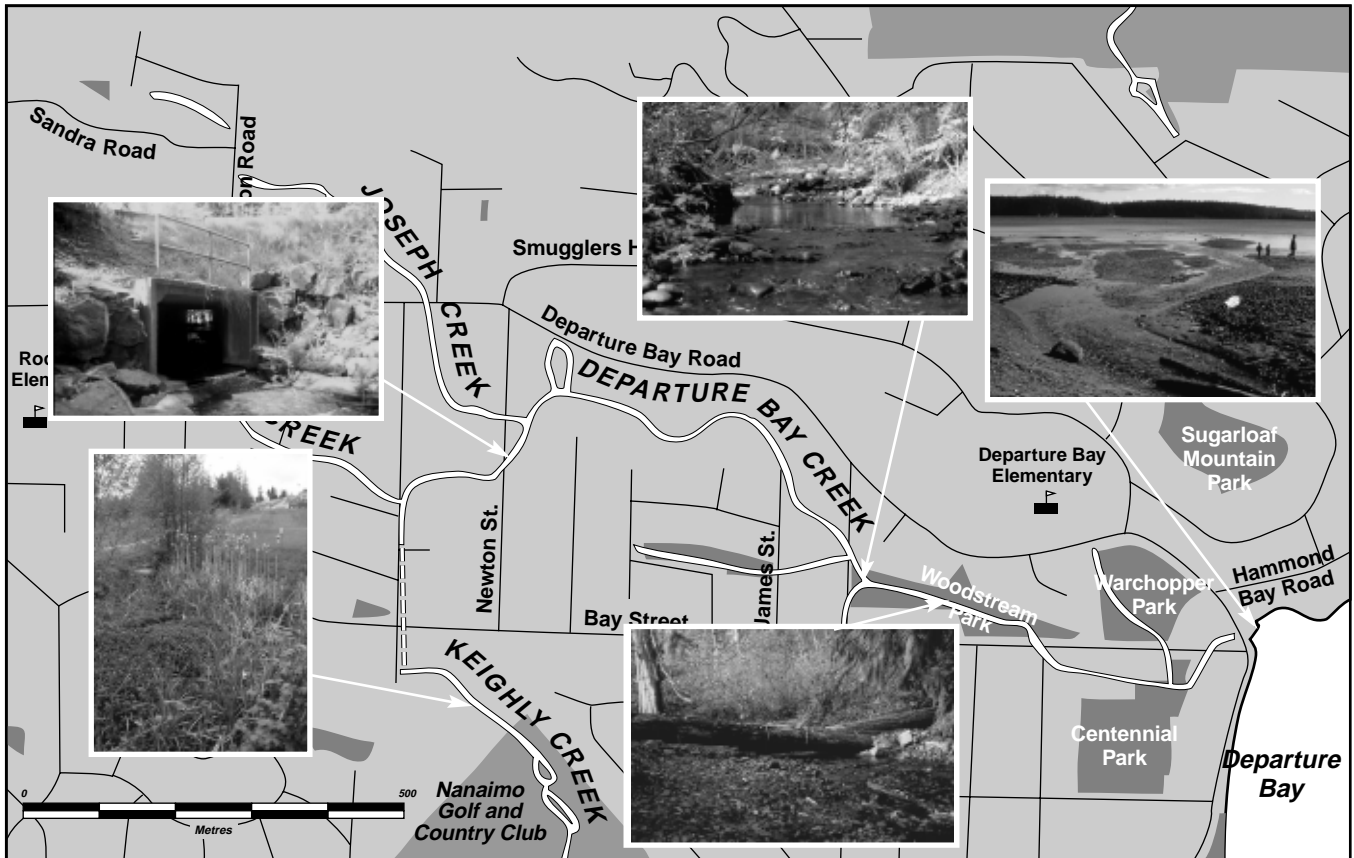 Sandra Road
on Road
JOSEPH CREEK
Smugglers H
Departure Bay Road
DEPARTURE BAY CREEK
Roc
Elem
CREEK
Sugarloaf
Mountain
Park
Departure Bay
Elementary
Newton St.
James St.
Hammond
Bay Road
Warchopper
Park
Woodstream
Park
Bay Street
KEIGHLY CREEK
Centennial
Park
Departure
Bay
Nanaimo
Golf and
Country Club
0
500
Metres